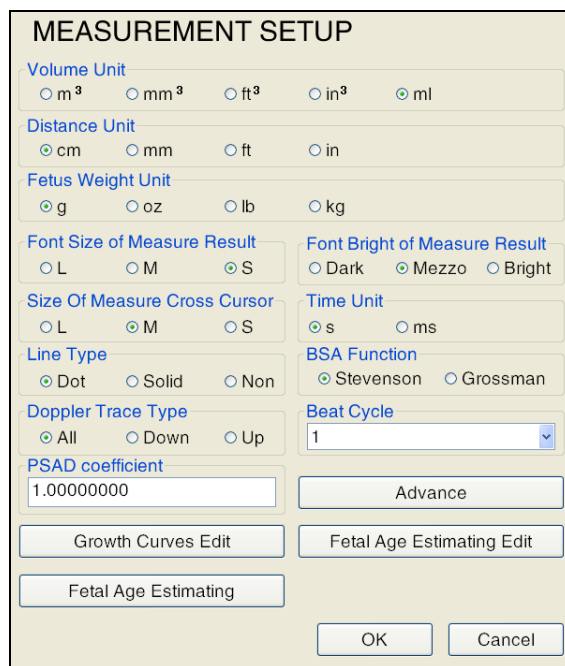 MEASUREMENT SETUP
Volume Unit
m³ mm³ ft³ in³ ml
Distance Unit
cm mm ft in
Fetus Weight Unit
g oz lb kg
Font Size of Measure Result Font Bright of Measure Result
L M S Dark Mezzo Bright
Size Of Measure Cross Cursor Time Unit
L M S s ms
Line Type BSA Function
Dot Solid Non Stevenson Grossman
Doppler Trace Type Beat Cycle
All Down Up 1
PSAD coefficient
1.00000000 Advance
Growth Curves Edit Fetal Age Estimating Edit
Fetal Age Estimating
OK Cancel